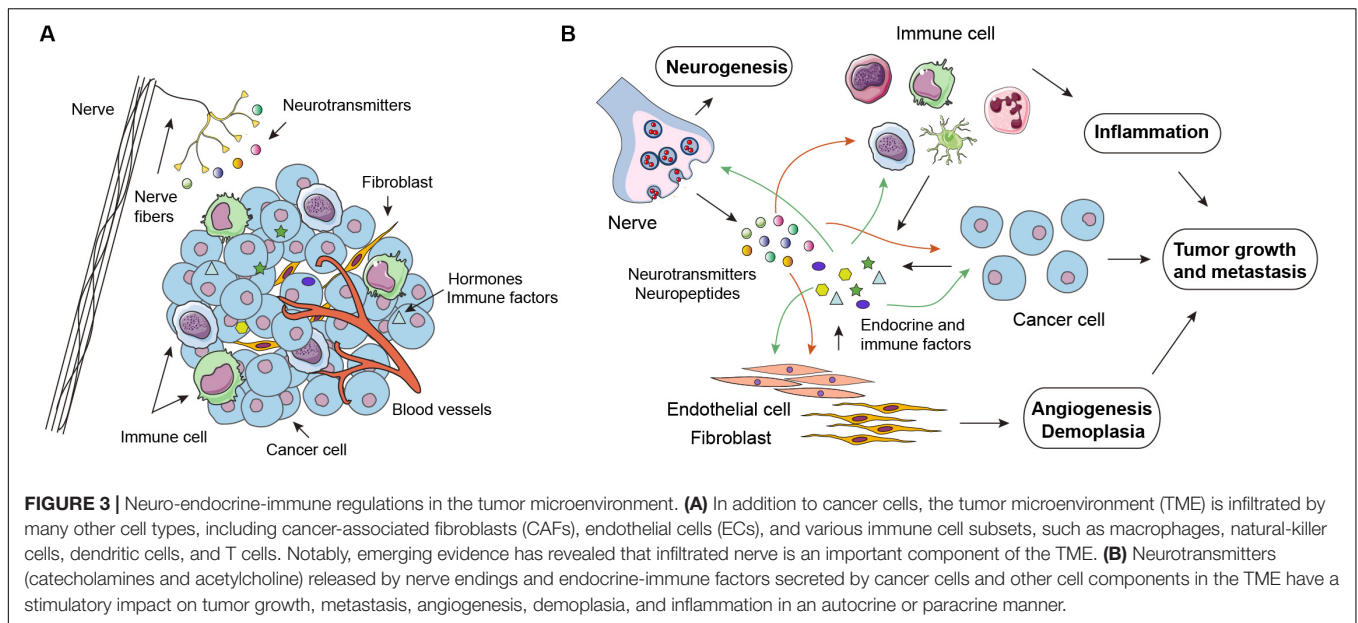 A
Nerve
Neurotransmitters
Nerve
fibers
Fibroblast
Hormones
Immune factors
Blood vessels
Immune cell
Cancer cell
B
Immune cell
Neurogenesis
Inflammation
Nerve
Neurotransmitters
Neuropeptides
Endocrine and
immune factors
Cancer cell
Tumor growth
and metastasis
Endothelial cell
Fibroblast
Angiogenesis
Demoplasia
FIGURE 3 | Neuro-endocrine-immune regulations in the tumor microenvironment. (A) In addition to cancer cells, the tumor microenvironment (TME) is infiltrated by
many other cell types, including cancer-associated fibroblasts (CAFs), endothelial cells (ECs), and various immune cell subsets, such as macrophages, natural-killer
cells, dendritic cells, and T cells. Notably, emerging evidence has revealed that infiltrated nerve is an important component of the TME. (B) Neurotransmitters
(catecholamines and acetylcholine) released by nerve endings and endocrine-immune factors secreted by cancer cells and other cell components in the TME have a
stimulatory impact on tumor growth, metastasis, angiogenesis, demoplasia, and inflammation in an autocrine or paracrine manner.